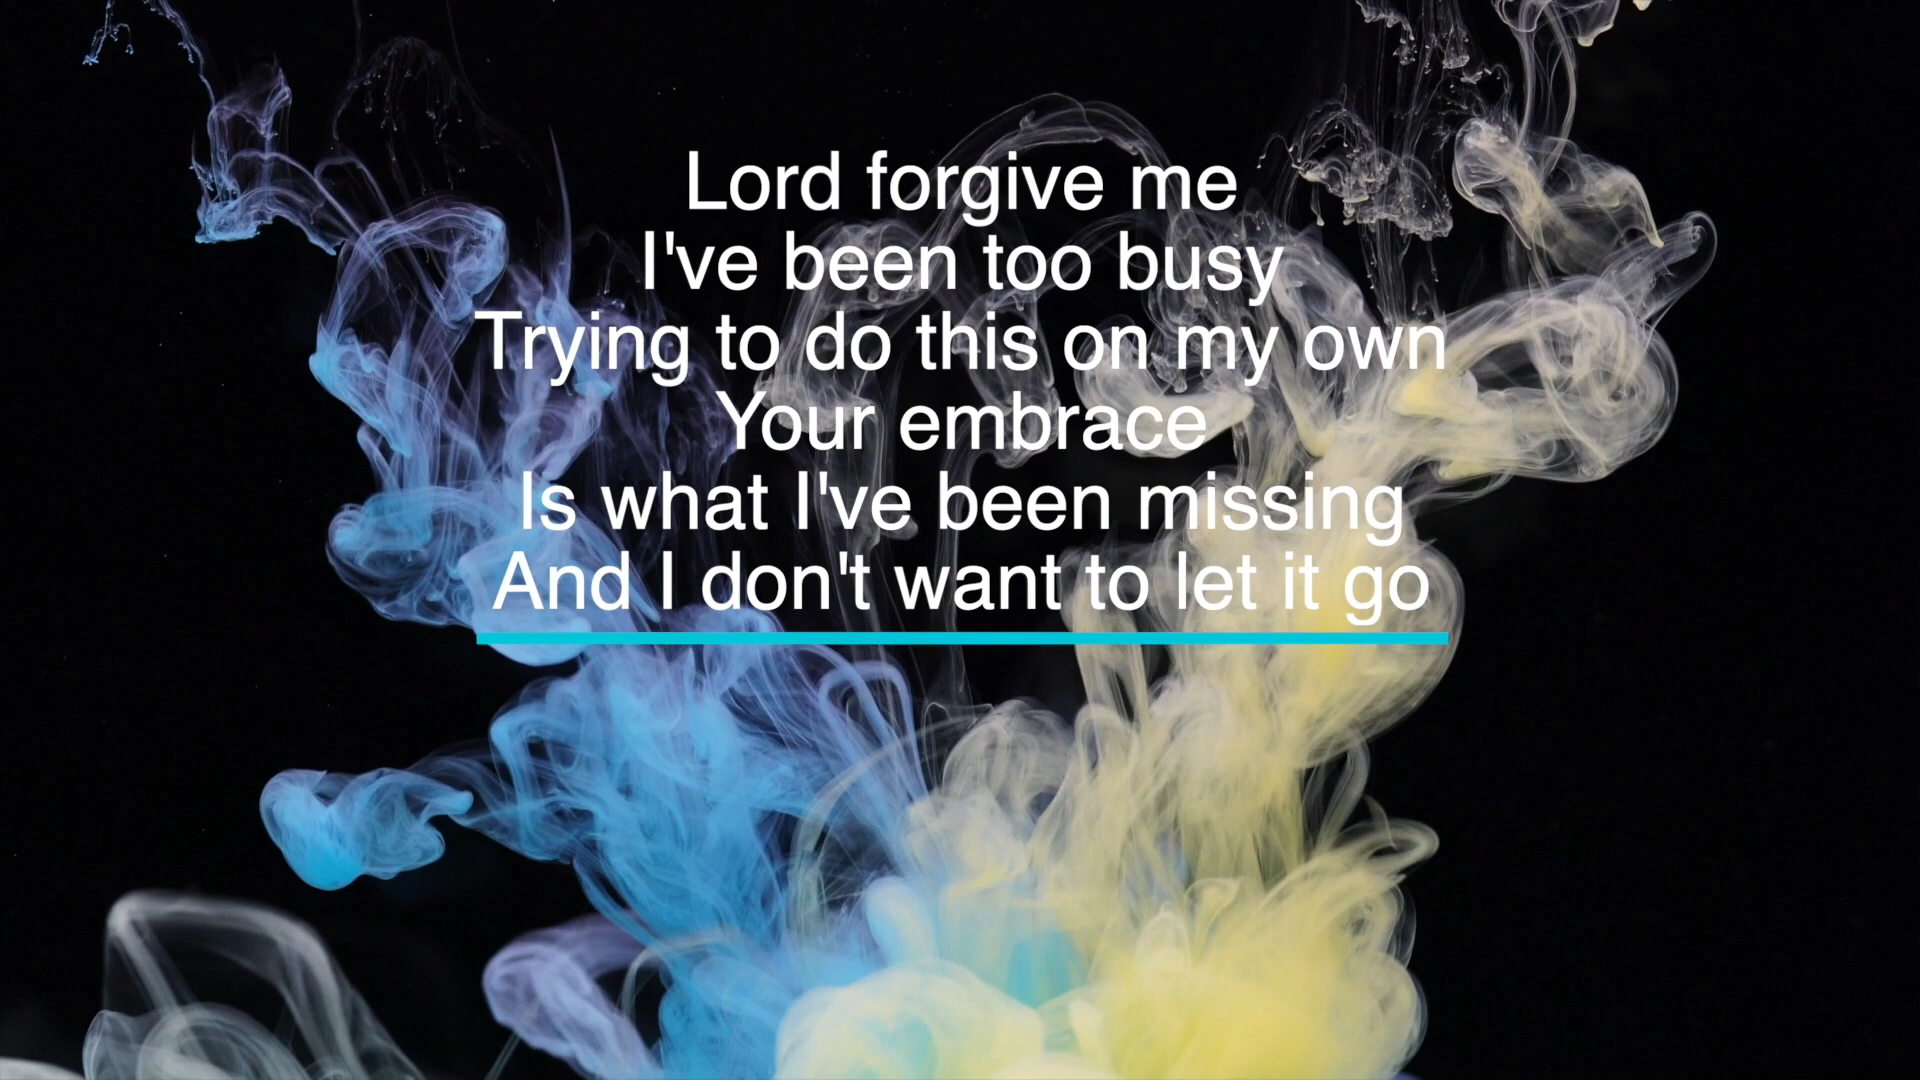 Lord forgive me
I've been too busy
Trying to do this on my own
Your embrace
Is what I've been missing
And I don't want to let it go